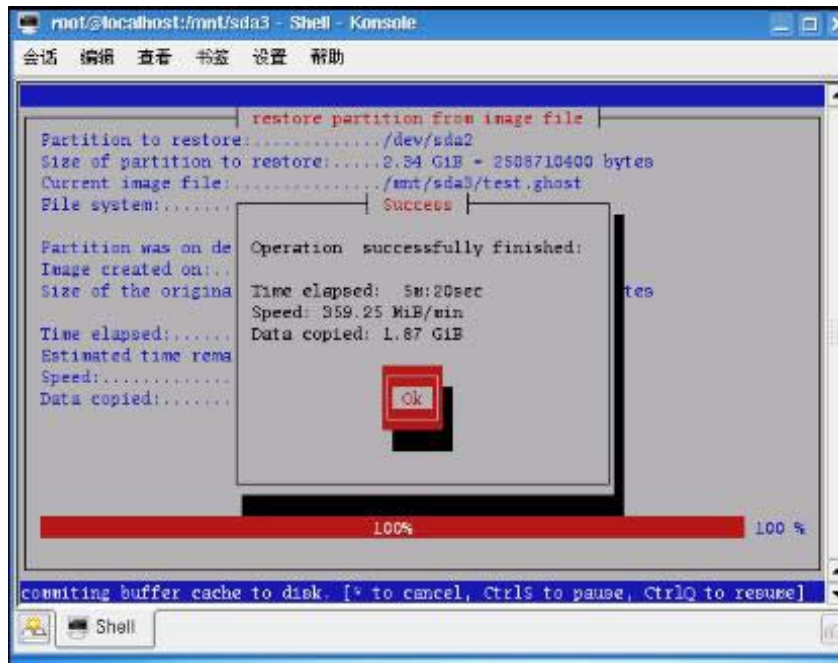 root@localhost:/mnt/sda3 - Shell - Konsole
会话 编辑 查看 书签 设置 帮助
restore partition from image file
Partition to restore:............./dev/sda2
Size of partition to restore:.....2.34 GiB = 2508710400 bytes
Current image file:.............../mnt/sda3/test.ghost
File system:.......
Success
Partition was on de
Operation successfully finished:
Image created on:..
Size of the origina
Time elapsed: 5m:20sec
tes
Speed: 359.25 MiB/min
Time elapsed:......
Data copied: 1.87 GiB
Estimated time rema
Speed:.............
Data copied:.......
Ok
100%
100 %
commiting buffer cache to disk. [* to cancel, CtrlS to pause, CtrlQ to resume]
Shell